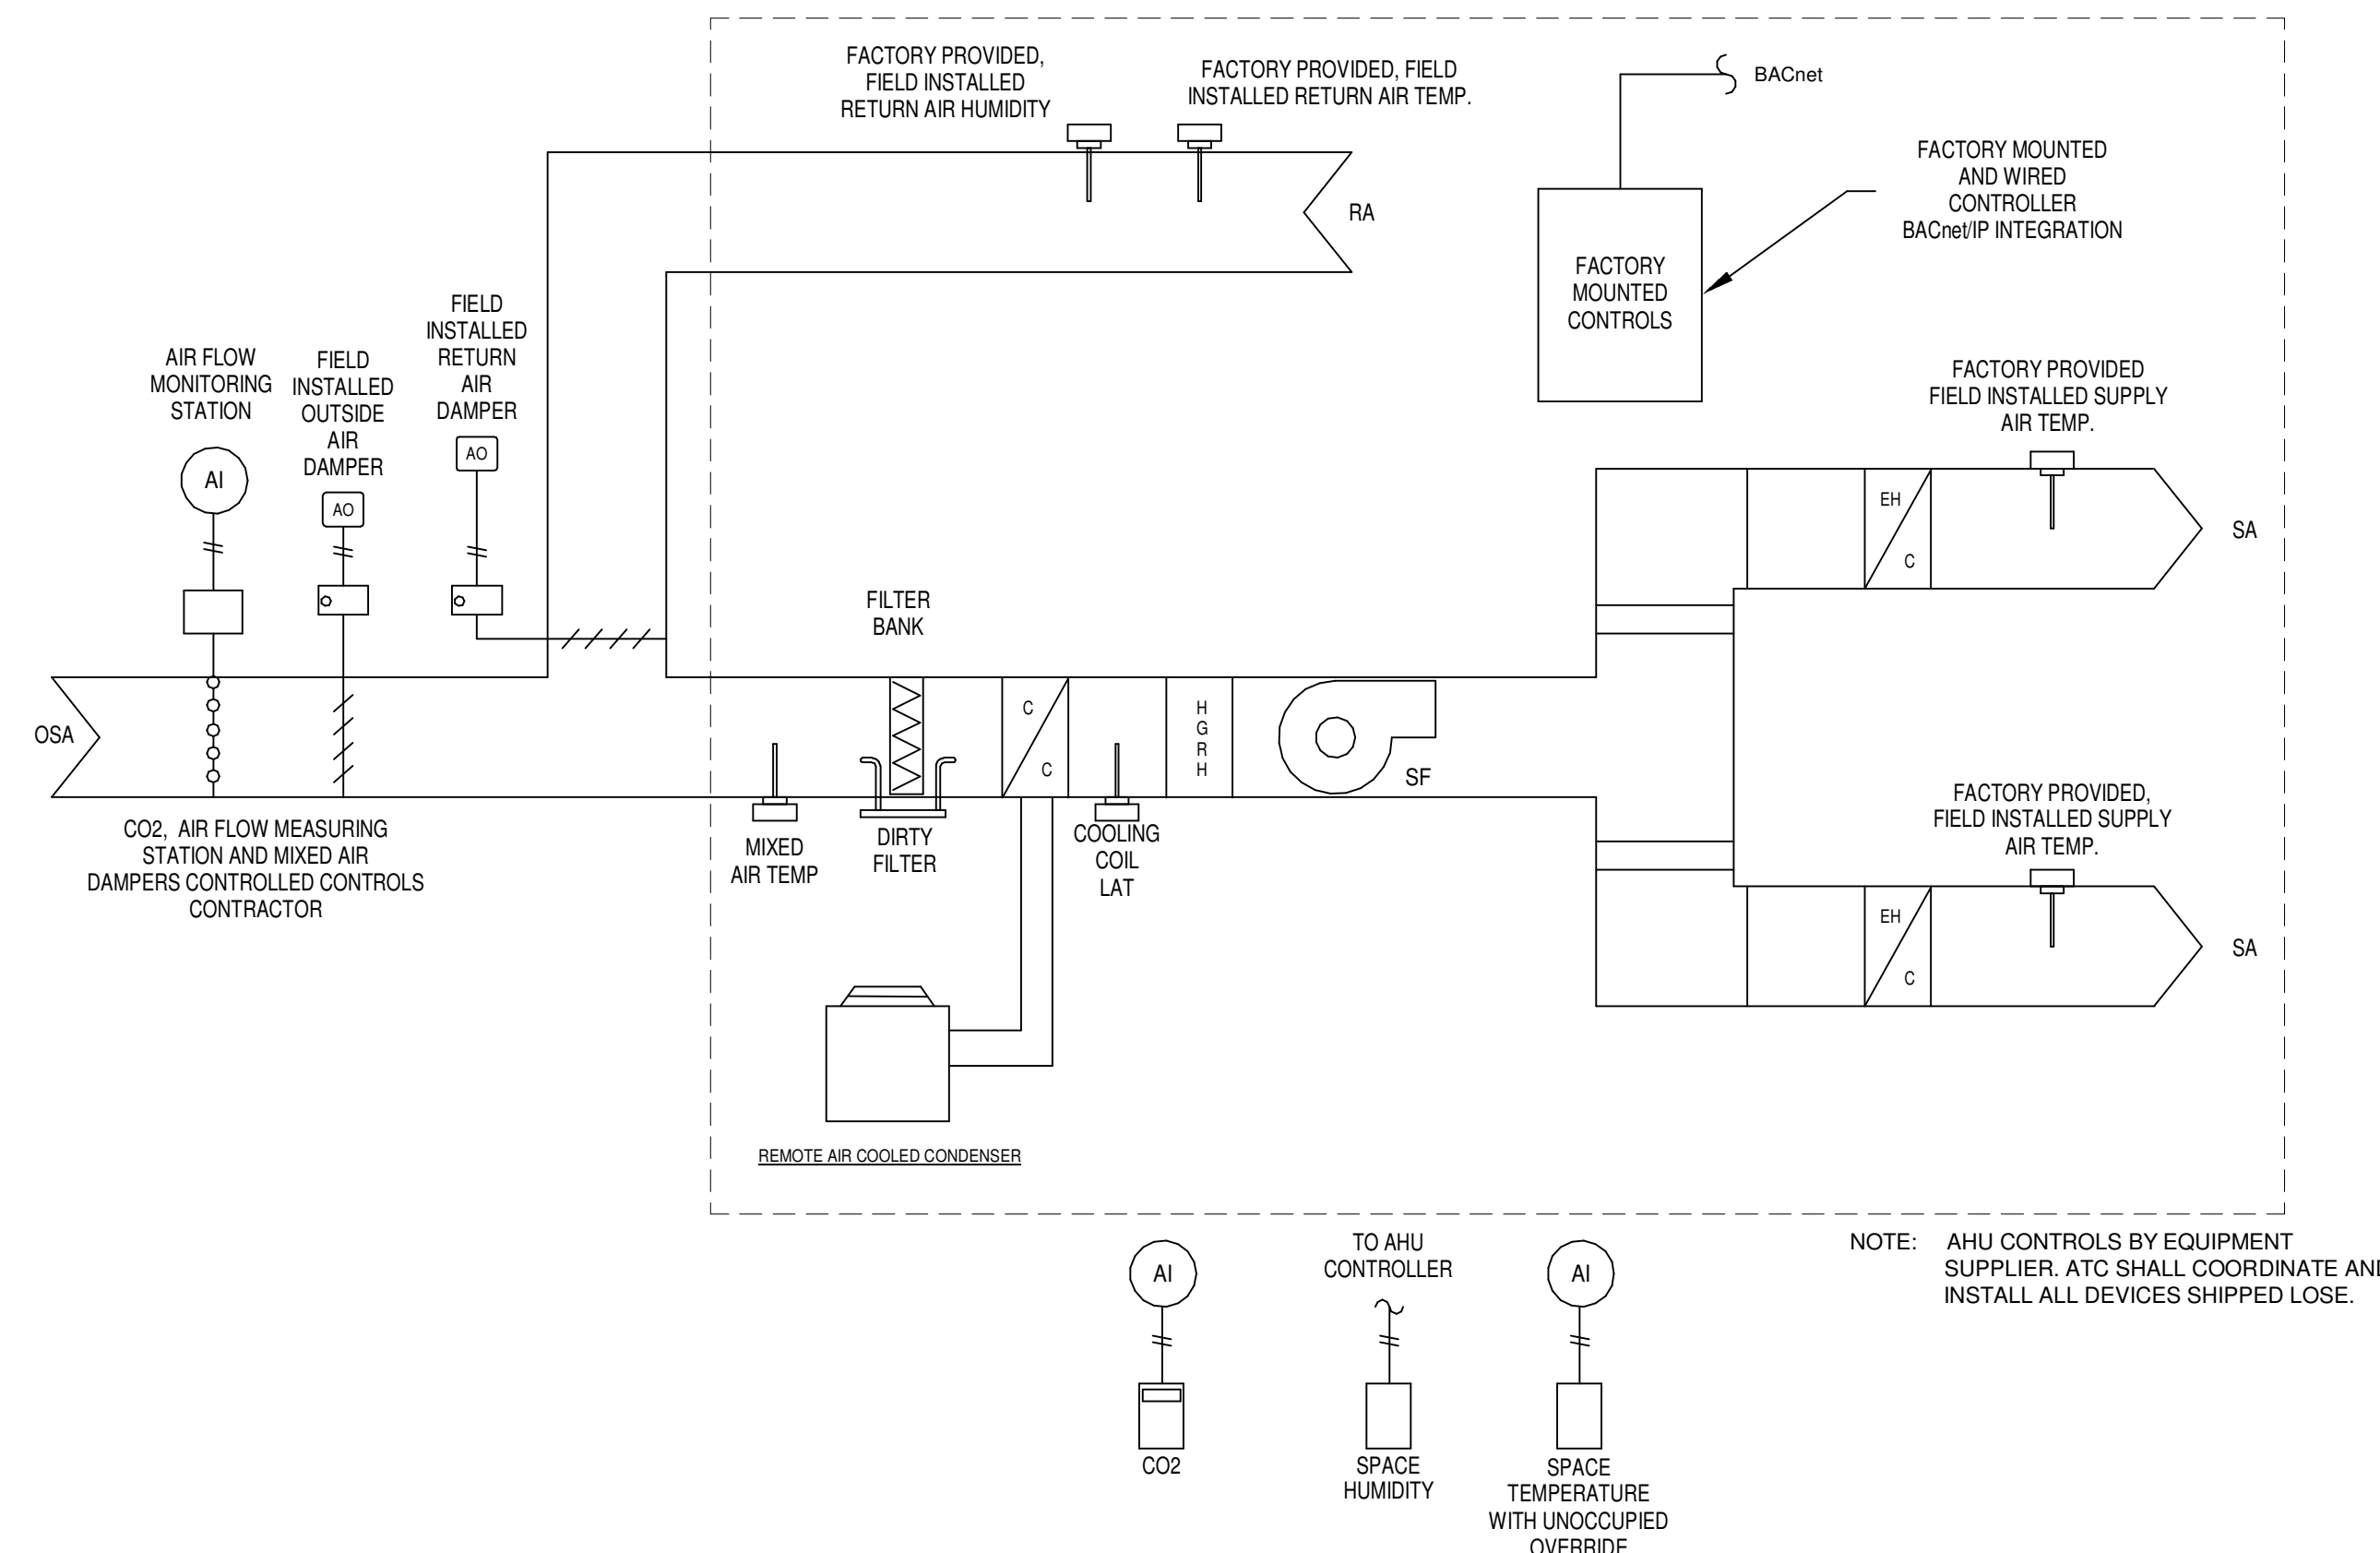 FACTORY PROVIDED,
FIELD INSTALLED
RETURN AIR HUMIDITY
FACTORY PROVIDED, FIELD
INSTALLED RETURN AIR TEMP.
BACnet
FACTORY MOUNTED
AND WIRED
CONTROLLER
BACnet/IP INTEGRATION
RA
FACTORY
MOUNTED
CONTROLS
FIELD
INSTALLED
RETURN
AIR
DAMPER
AO
AIR FLOW
MONITORING
STATION
AI
FIELD
INSTALLED
OUTSIDE
AIR
DAMPER
AO
FACTORY PROVIDED
FIELD INSTALLED SUPPLY
AIR TEMP.
EH
C
SA
FILTER
BANK
OSA
C
C
H
G
R
H
SF
CO2, AIR FLOW MEASURING
STATION AND MIXED AIR
DAMPERS CONTROLLED CONTROLS
CONTRACTOR
MIXED
AIR TEMP
DIRTY
FILTER
COOLING
COIL
LAT
FACTORY PROVIDED,
FIELD INSTALLED SUPPLY
AIR TEMP.
EH
C
SA
REMOTE AIR COOLED CONDENSER
AI
CO2
TO AHU
CONTROLLER
SPACE
HUMIDITY
AI
SPACE
TEMPERATURE
WITH UNOCCUPIED
OVERRIDE
NOTE: AHU CONTROLS BY EQUIPMENT
SUPPLIER. ATC SHALL COORDINATE AND
INSTALL ALL DEVICES SHIPPED LOSE.